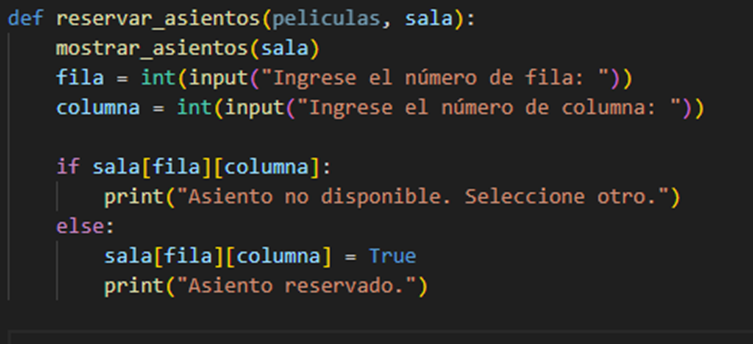 def reservar_asientos(peliculas, sala):
    mostrar_asientos(sala)
    fila = int(input("Ingrese el número de fila: "))
    columna = int(input("Ingrese el número de columna: "))

    if sala[fila][columna]:
        print("Asiento no disponible. Seleccione otro.")
    else:
        sala[fila][columna] = True
        print("Asiento reservado.")